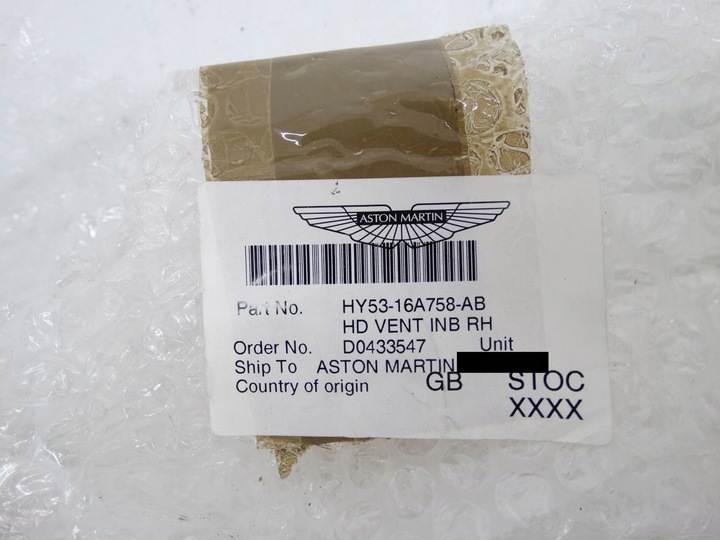 ASTON MARTIN
Part No. HY53-16A758-AB
HD VENT INB RH
Order No. D0433547 Unit
Ship To ASTON MARTIN
Country of origin GB STOC
XXXX